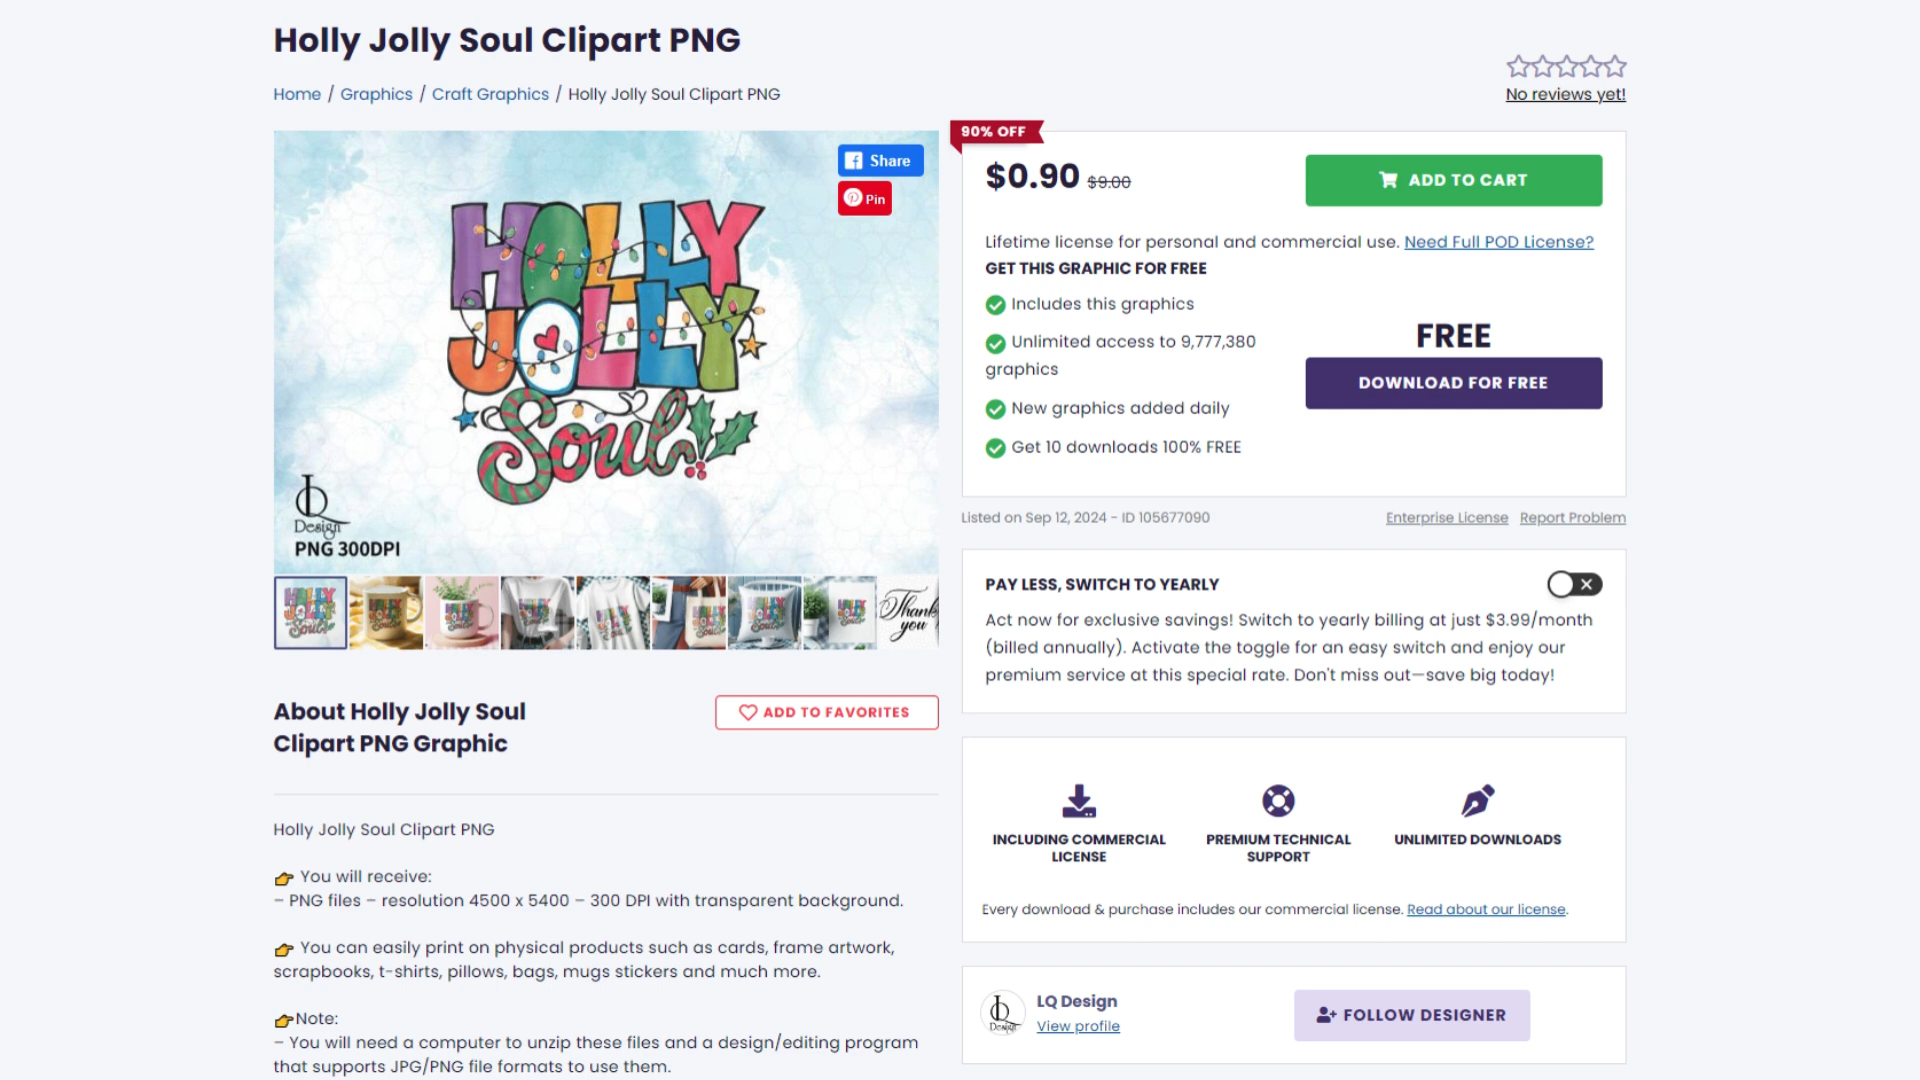 Holly Jolly Soul Clipart PNG
Home / Graphics / Craft Graphics / Holly Jolly Soul Clipart PNG
No reviews yet!
Share
Pin
HOLLY
JOLLY
Soul
LQ
Design
PNG 300DPI
Thank
you
90% OFF
$0.90 $9.00
ADD TO CART
Lifetime license for personal and commercial use. Need Full POD License?
GET THIS GRAPHIC FOR FREE
Includes this graphics
Unlimited access to 9,777,380
graphics
New graphics added daily
Get 10 downloads 100% FREE
FREE
DOWNLOAD FOR FREE
Listed on Sep 12, 2024 - ID 105677090
Enterprise License Report Problem
PAY LESS, SWITCH TO YEARLY
Act now for exclusive savings! Switch to yearly billing at just $3.99/month
(billed annually). Activate the toggle for an easy switch and enjoy our
premium service at this special rate. Don't miss out—save big today!
INCLUDING COMMERCIAL
LICENSE
PREMIUM TECHNICAL
SUPPORT
UNLIMITED DOWNLOADS
Every download & purchase includes our commercial license. Read about our license.
LQ Design
View profile
FOLLOW DESIGNER
About Holly Jolly Soul
Clipart PNG Graphic
ADD TO FAVORITES
Holly Jolly Soul Clipart PNG
👉 You will receive:
– PNG files – resolution 4500 x 5400 – 300 DPI with transparent background.
👉 You can easily print on physical products such as cards, frame artwork,
scrapbooks, t-shirts, pillows, bags, mugs stickers and much more.
👉Note:
– You will need a computer to unzip these files and a design/editing program
that supports JPG/PNG file formats to use them.